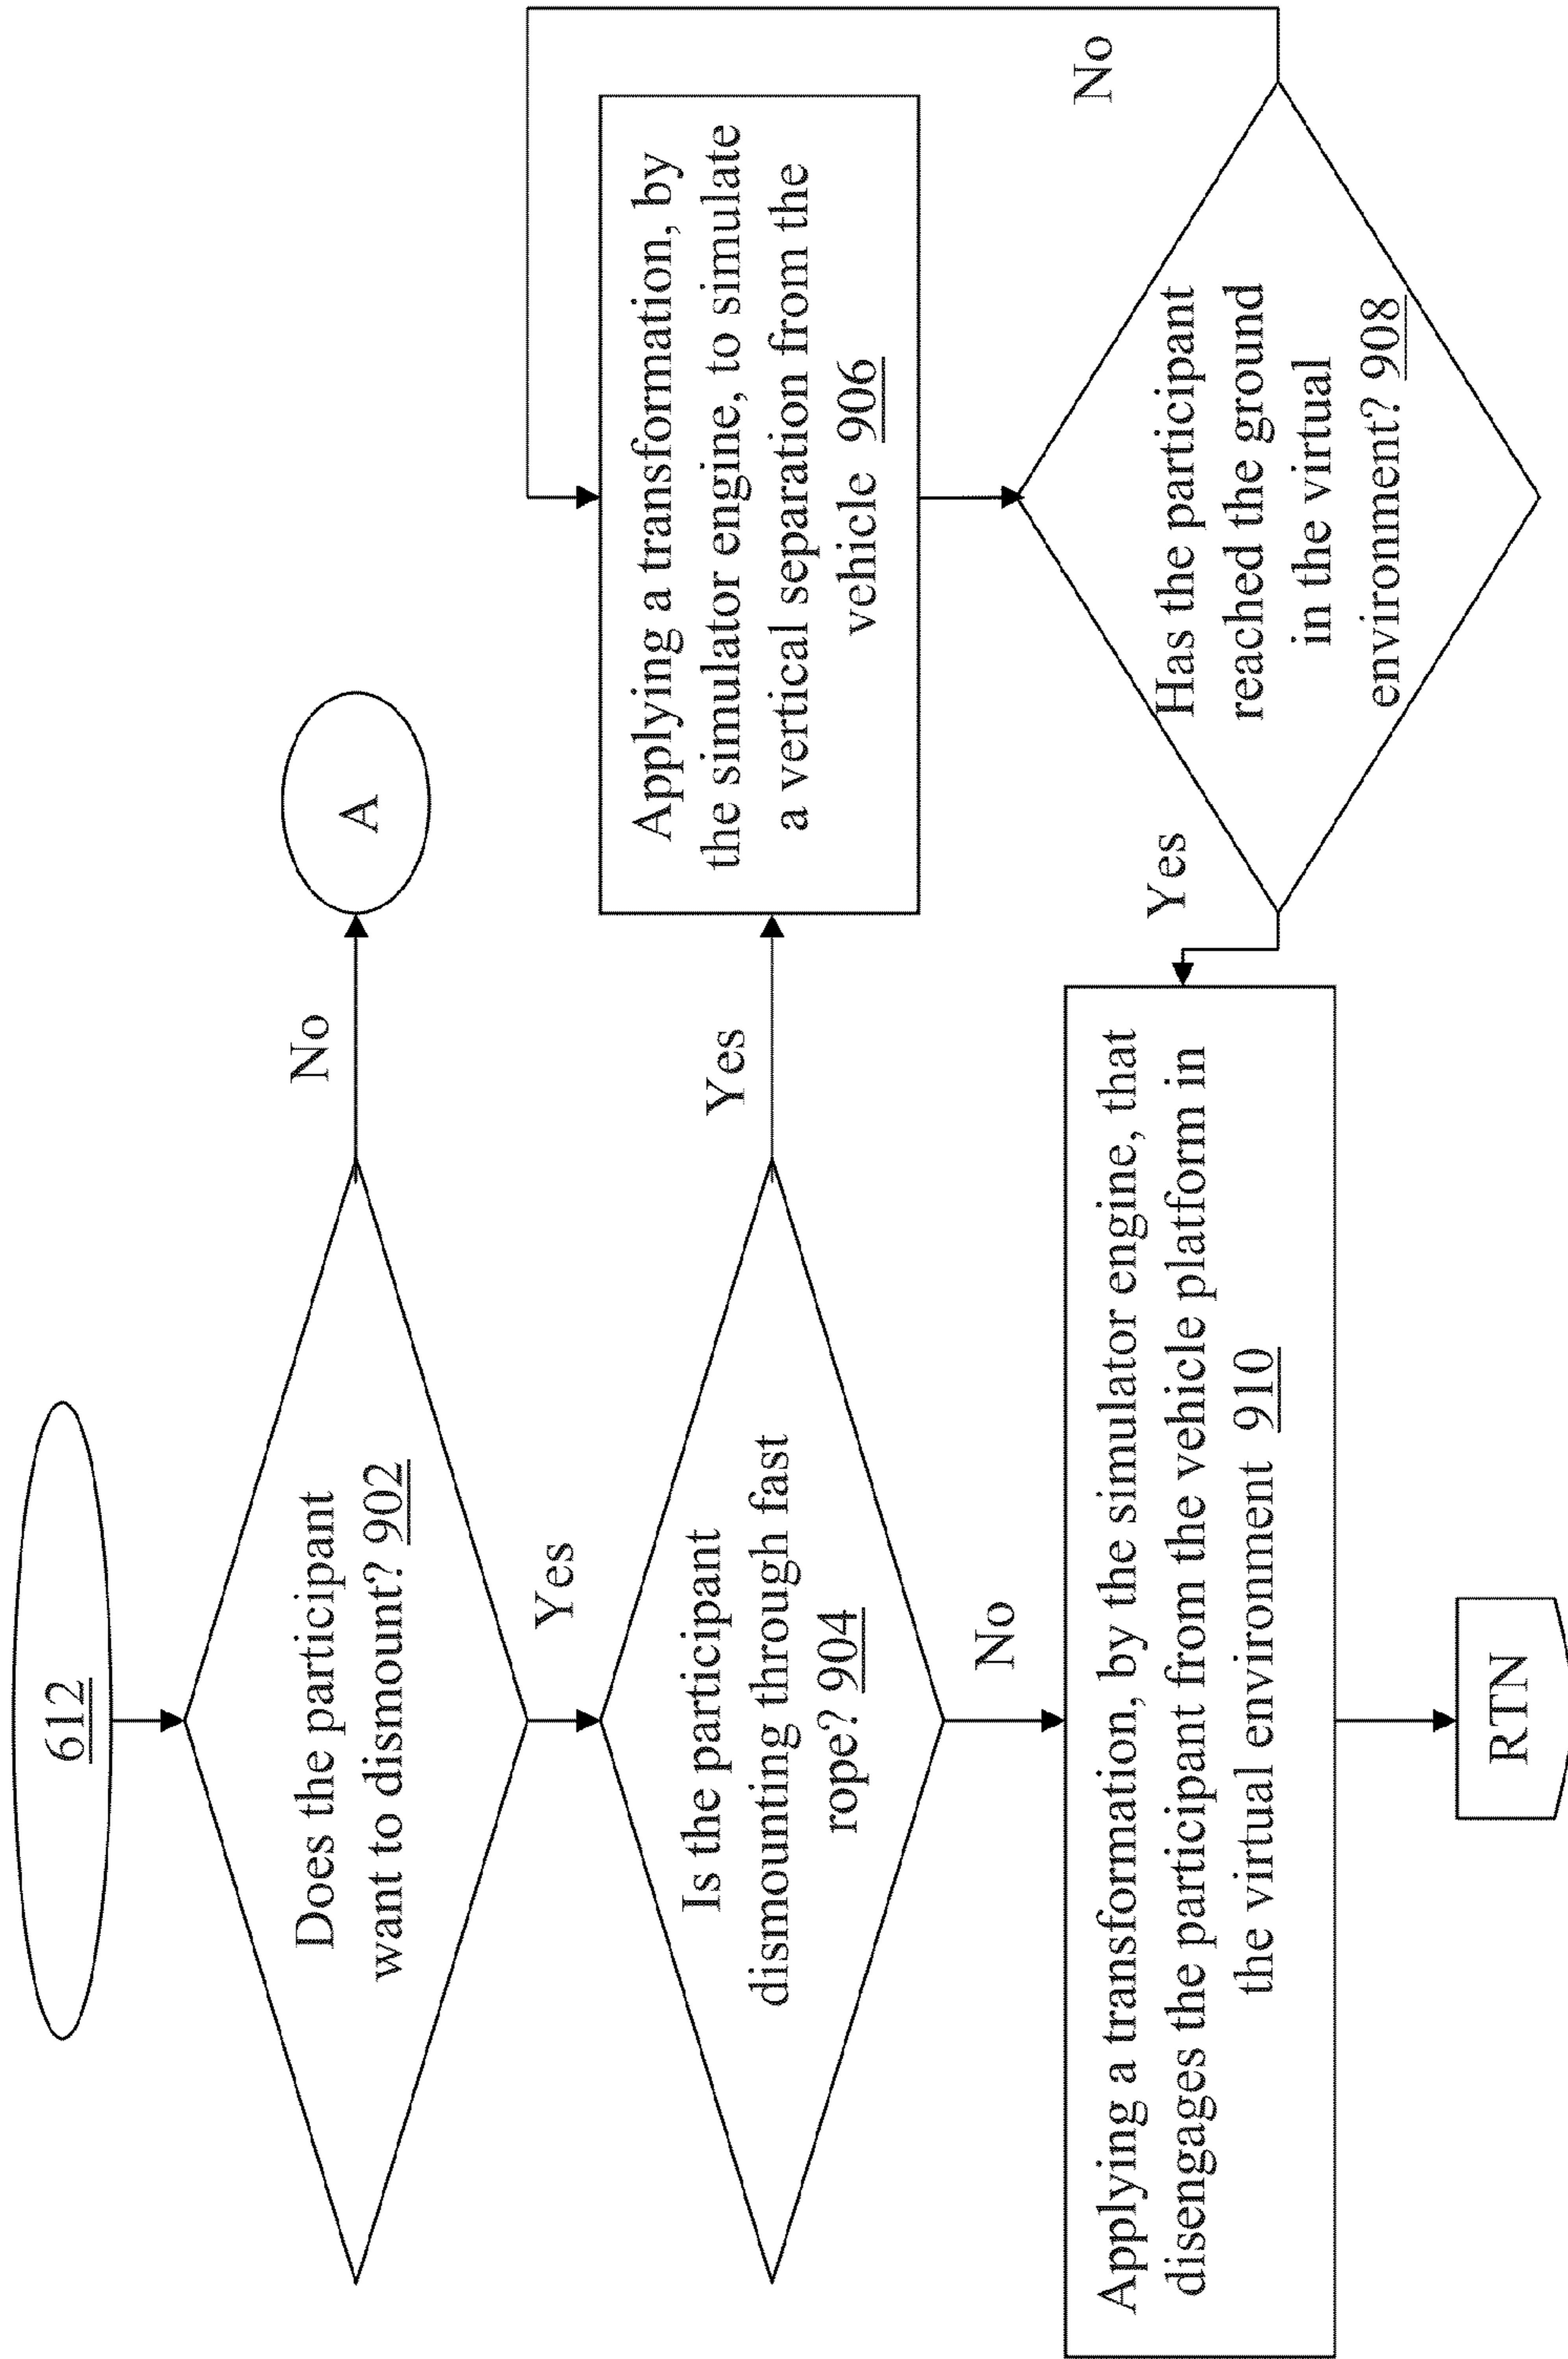 612
Does the participant
want to dismount? 902
No
A
Yes
Is the participant
dismounting through fast
rope? 904
Yes
Applying a transformation, by
the simulator engine, to simulate
a vertical separation from the
vehicle 906
Has the participant
reached the ground
in the virtual
environment? 908
No
Yes
No
Applying a transformation, by the simulator engine, that
disengages the participant from the vehicle platform in
the virtual environment 910
RTN